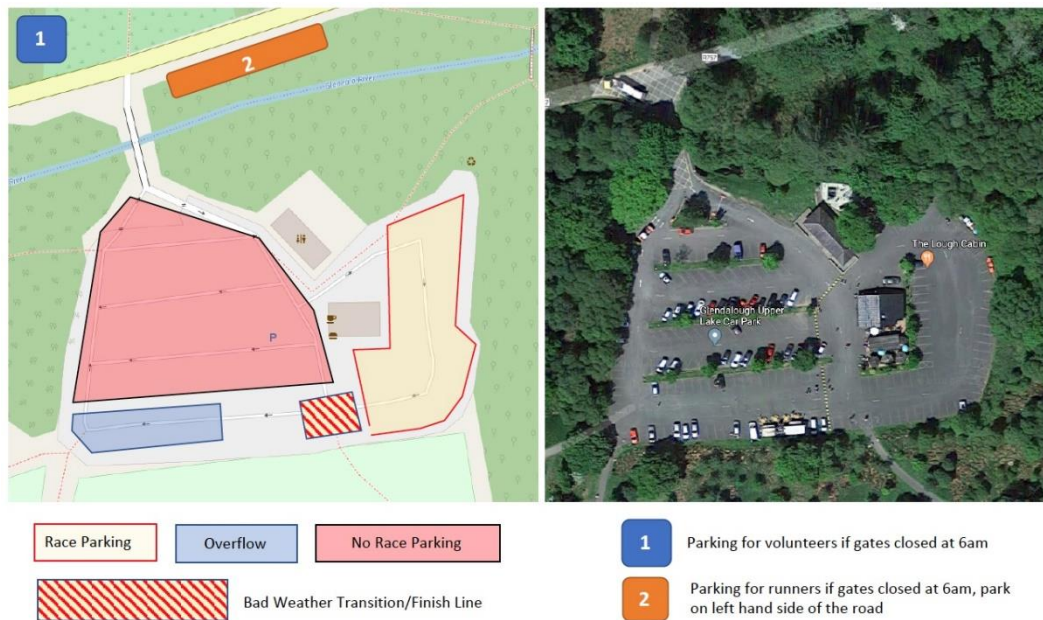 1
2
P
R757
The Lough Cabin
Glendalough Upper
Lake Car Park
Race Parking
Overflow
No Race Parking
Bad Weather Transition/Finish Line
1
Parking for volunteers if gates closed at 6am
2
Parking for runners if gates closed at 6am, park
on left hand side of the road